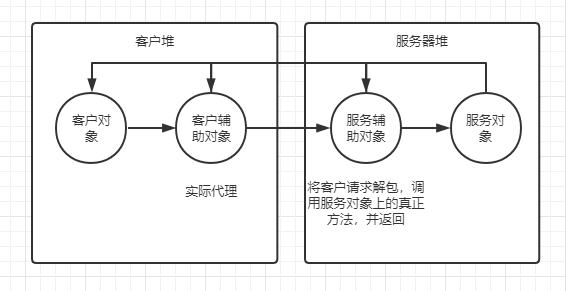 客户堆
服务器堆
客户对
象
客户辅
助对象
服务辅
助对象
服务对
象
实际代理
将客户请求解包，调
用服务对象上的真正
方法，并返回